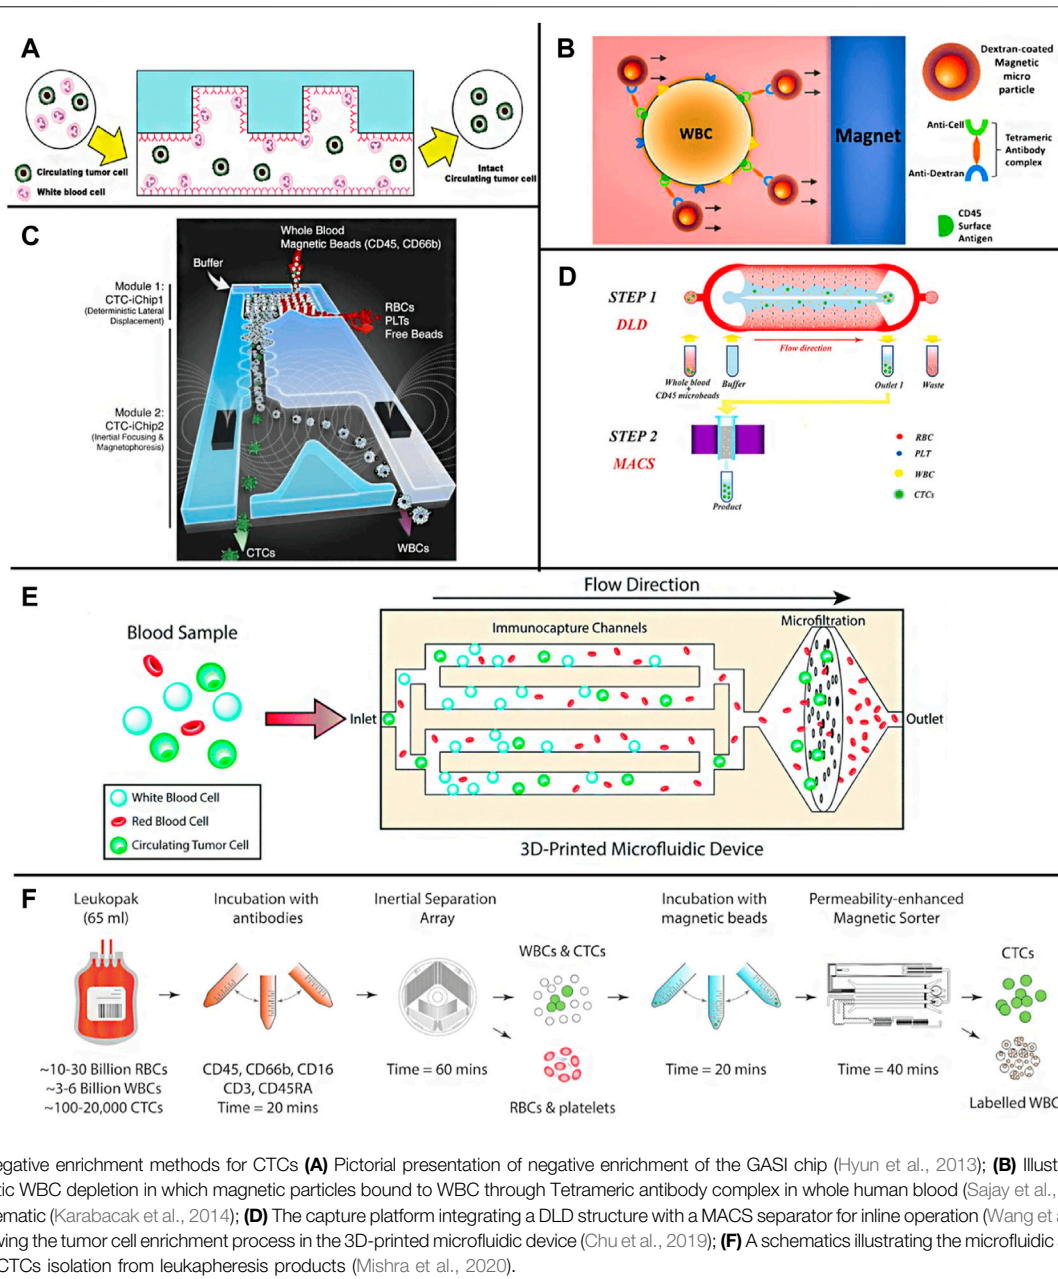 A
Circulating tumor cell
White blood cell
Intact
Circulating tumor cell
B
WBC
Magnet
Dextran-coated
Magnetic
micro
particle
Anti-Cell
Tetrameric
Antibody
complex
Anti-Dextran
CD45
Surface
Antigen
C
Whole Blood
Magnetic Beads (CD45, CD66b)
Buffer
Module 1:
CTC-iChip1
(Deterministic Lateral
Displacement)
RBCs
PLTs
Free Beads
Module 2:
CTC-iChip2
(Inertial Focusing &
Magnetophoresis)
CTCs
WBCs
D
STEP 1
DLD
Flow direction
Whole blood
+
CD45 microbeads
Buffer
Outlet 1
Waste
STEP 2
MACS
Product
RBC
PLT
WBC
CTCs
E
Flow Direction
Blood Sample
Immunocapture Channels
Microfiltration
Inlet
Outlet
White Blood Cell
Red Blood Cell
Circulating Tumor Cell
3D-Printed Microfluidic Device
F
Leukopak
(65 ml)
~10-30 Billion RBCs
~3-6 Billion WBCs
~100-20,000 CTCs
Incubation with
antibodies
CD45, CD66b, CD16
CD3, CD45RA
Time = 20 mins
Inertial Separation
Array
Time = 60 mins
WBCs & CTCs
RBCs & platelets
Incubation with
magnetic beads
Time = 20 mins
Permeability-enhanced
Magnetic Sorter
Time = 40 mins
CTCs
Labelled WBC
egative enrichment methods for CTCs (A) Pictorial presentation of negative enrichment of the GASI chip (Hyun et al., 2013); (B) Illust
tic WBC depletion in which magnetic particles bound to WBC through Tetrameric antibody complex in whole human blood (Sajay et al.,
ematic (Karabacak et al., 2014); (D) The capture platform integrating a DLD structure with a MACS separator for inline operation (Wang et a
wing the tumor cell enrichment process in the 3D-printed microfluidic device (Chu et al., 2019); (F) A schematics illustrating the microfluidic
CTCs isolation from leukapheresis products (Mishra et al., 2020).